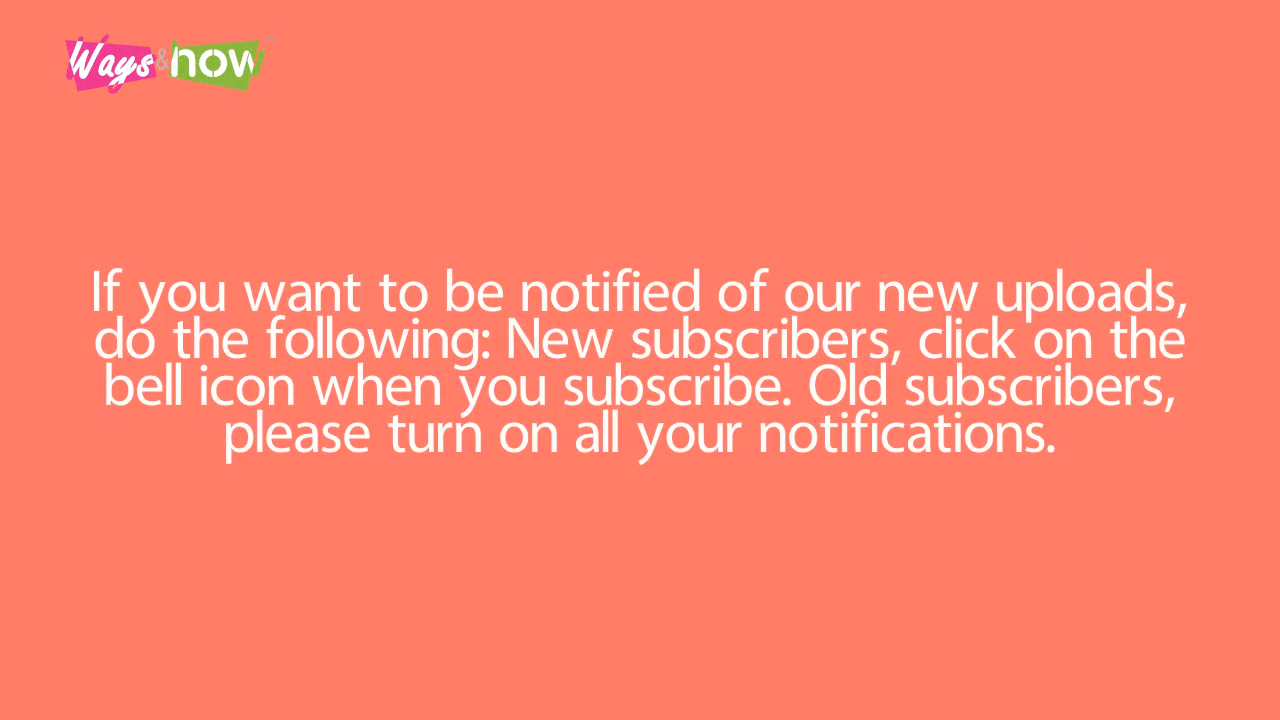 Ways&now
If you want to be notified of our new uploads,
do the following: New subscribers, click on the
bell icon when you subscribe. Old subscribers,
please turn on all your notifications.